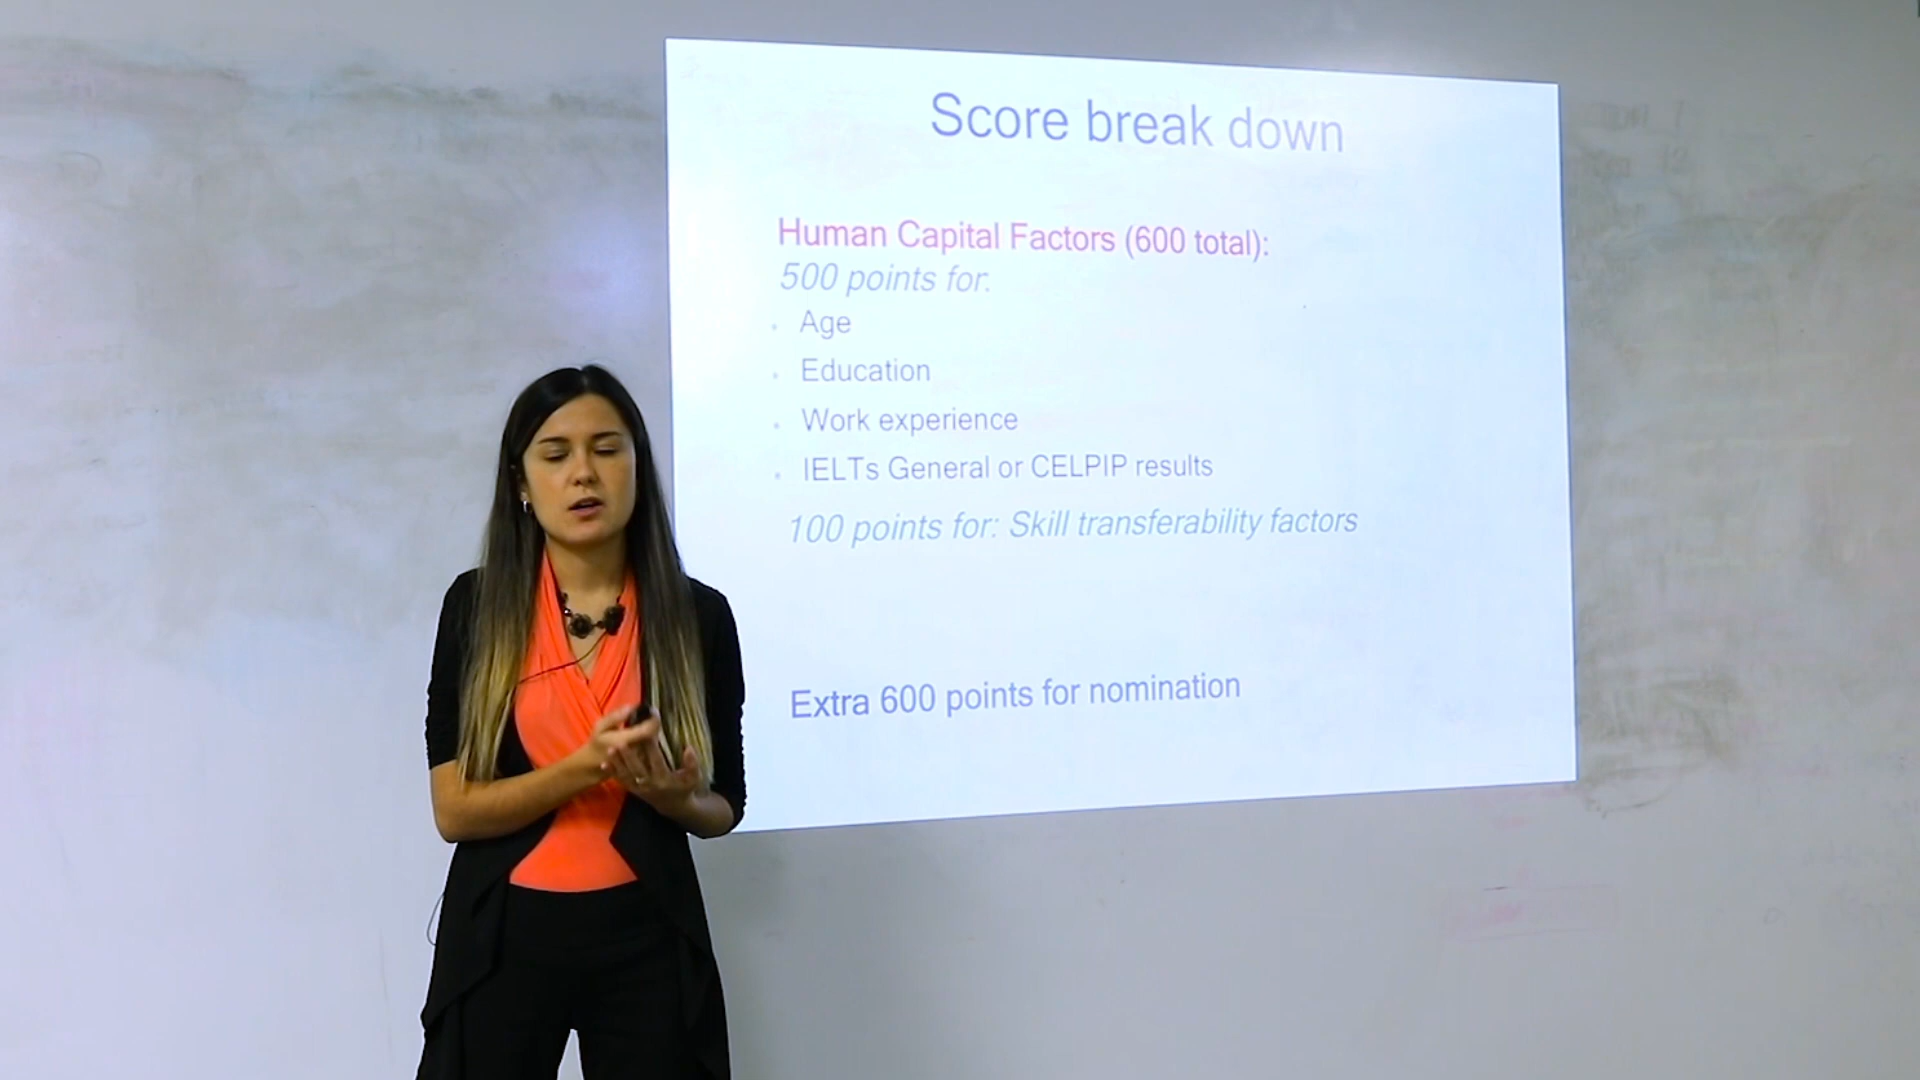 Score break down
Human Capital Factors (600 total):
500 points for:
Age
Education
Work experience
IELTs General or CELPIP results
100 points for: Skill transferability factors
Extra 600 points for nomination